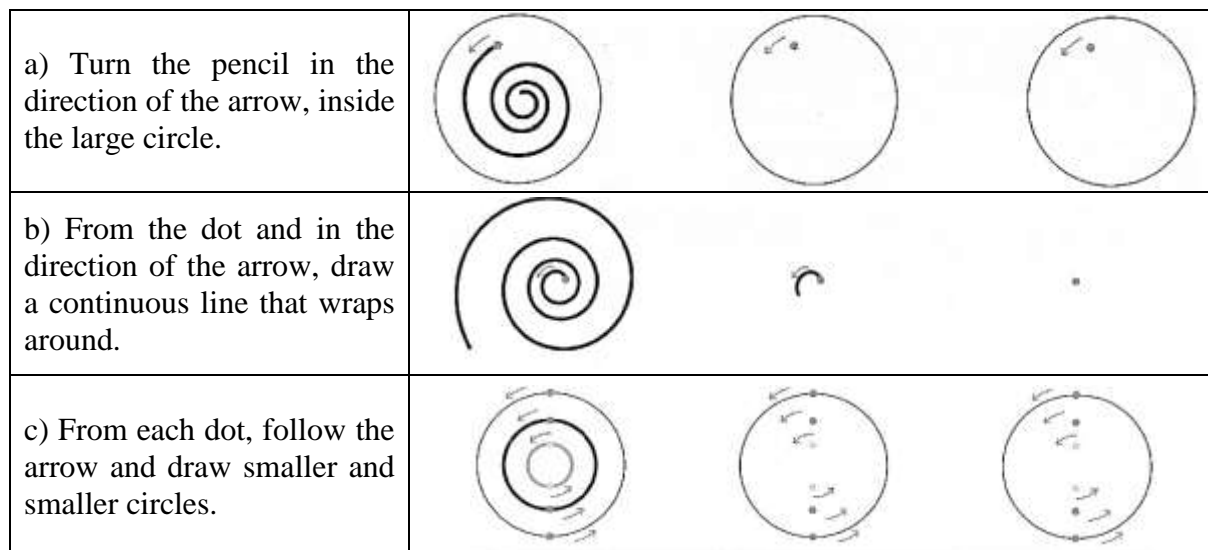 a) Turn the pencil in the
direction of the arrow, inside
the large circle.
b) From the dot and in the
direction of the arrow, draw
a continuous line that wraps
around.
c) From each dot, follow the
arrow and draw smaller and
smaller circles.